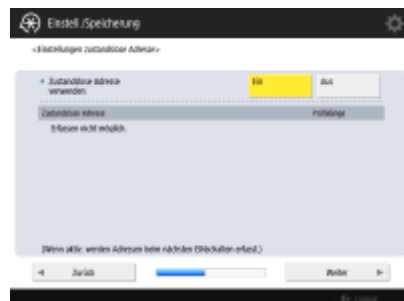 Einstell./Speicherung
<Einstellungen zustandslose Adresse>
Zustandslose Adresse verwenden
Ein
Aus
Zustandslose Adresse
Präfixlänge
Erfassen nicht möglich.
(Wenn aktiv, werden Adressen beim nächsten Einschalten erfasst.)
Zurück
Weiter